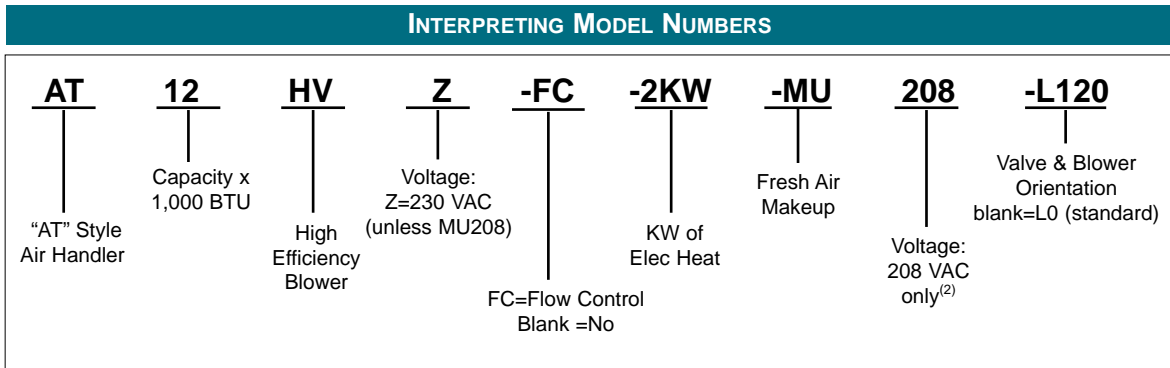 INTERPRETING MODEL NUMBERS
AT 12 HV Z -FC -2KW -MU 208 -L120
"AT" Style
Air Handler
Capacity x
1,000 BTU
High
Efficiency
Blower
Voltage:
Z=230 VAC
(unless MU208)
FC=Flow Control
Blank =No
KW of
Elec Heat
Fresh Air
Makeup
Voltage:
208 VAC
only(2)
Valve & Blower
Orientation
blank=L0 (standard)